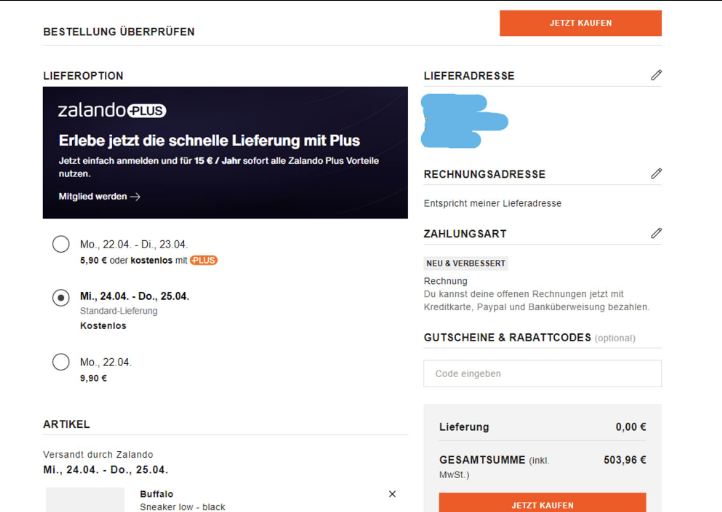 BESTELLUNG ÜBERPRÜFEN
JETZT KAUFEN
LIEFEROPTION
zalando PLUS
Erlebe jetzt die schnelle Lieferung mit Plus
Jetzt einfach anmelden und für 15 € / Jahr sofort alle Zalando Plus Vorteile
nutzen.
Mitglied werden →
Mo., 22.04. - Di., 23.04.
5,90 € oder kostenlos mit PLUS
Mi., 24.04. - Do., 25.04.
Standard-Lieferung
Kostenlos
Mo., 22.04.
9,90 €
ARTIKEL
Versandt durch Zalando
Mi., 24.04. - Do., 25.04.
Buffalo
Sneaker low - black
LIEFERADRESSE
RECHNUNGSADRESSE
Entspricht meiner Lieferadresse
ZAHLUNGSART
NEU & VERBESSERT
Rechnung
Du kannst deine offenen Rechnungen jetzt mit
Kreditkarte, Paypal und Banküberweisung bezahlen.
GUTSCHEINE & RABATTCODES (optional)
Code eingeben
Lieferung 0,00 €
GESAMTSUMME (inkl. 503,96 €
MwSt.)
JETZT KAUFEN